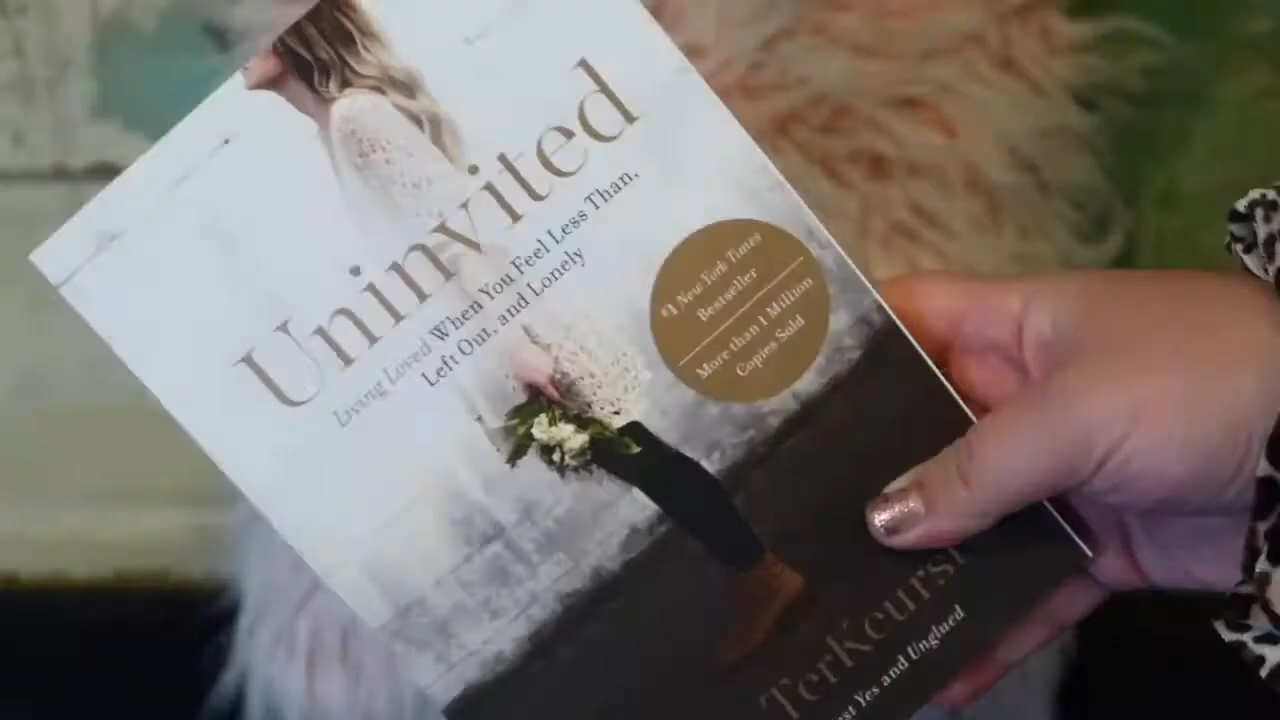 Uninvited
Living Loved When You Feel Less Than,
Left Out, and Lonely
#1 New York Times
Bestseller
More than 1 Million
Copies Sold
TerKeurst
Yes and Unglued